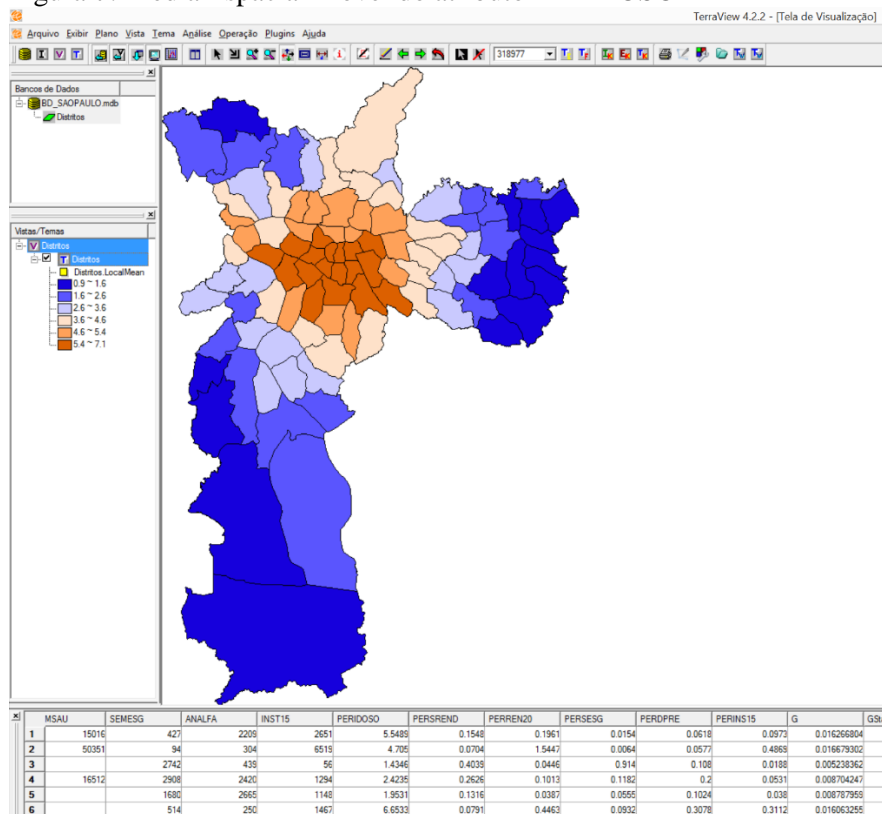 TerraView 4.2.2 - [Tela de Visualização]
Arquivo Exibir Plano Vista Tema Análise Operação Plugins Ajuda
318977
Bancos de Dados
BD_SAOPAULO.mdb
Distritos
Vistas/Temas
Distritos
Distritos
Distritos.LocalMean
0.9 ~ 1.6
1.6 ~ 2.6
2.6 ~ 3.6
3.6 ~ 4.6
4.6 ~ 5.4
5.4 ~ 7.1
MSAU SEMESG ANALFA INST15 PERIDOSO PERSREND PERREN20 PERSESG PERDPRE PERINS15 G
1 15016 427 2209 2651 5.5489 0.1548 0.1961 0.0154 0.0618 0.0973 0.016266804
2 50351 94 304 6519 4.705 0.0704 1.5447 0.0064 0.0577 0.4869 0.016679302
3 2742 439 56 1.4346 0.4039 0.0446 0.914 0.108 0.0188 0.005238362
4 16512 2908 2420 1294 2.4235 0.2626 0.1013 0.1182 0.2 0.0531 0.008704247
5 1680 2665 1148 1.9531 0.1316 0.0387 0.0555 0.1024 0.038 0.008787959
6 514 250 1467 6.6533 0.0791 0.4463 0.0932 0.3078 0.3112 0.016063255